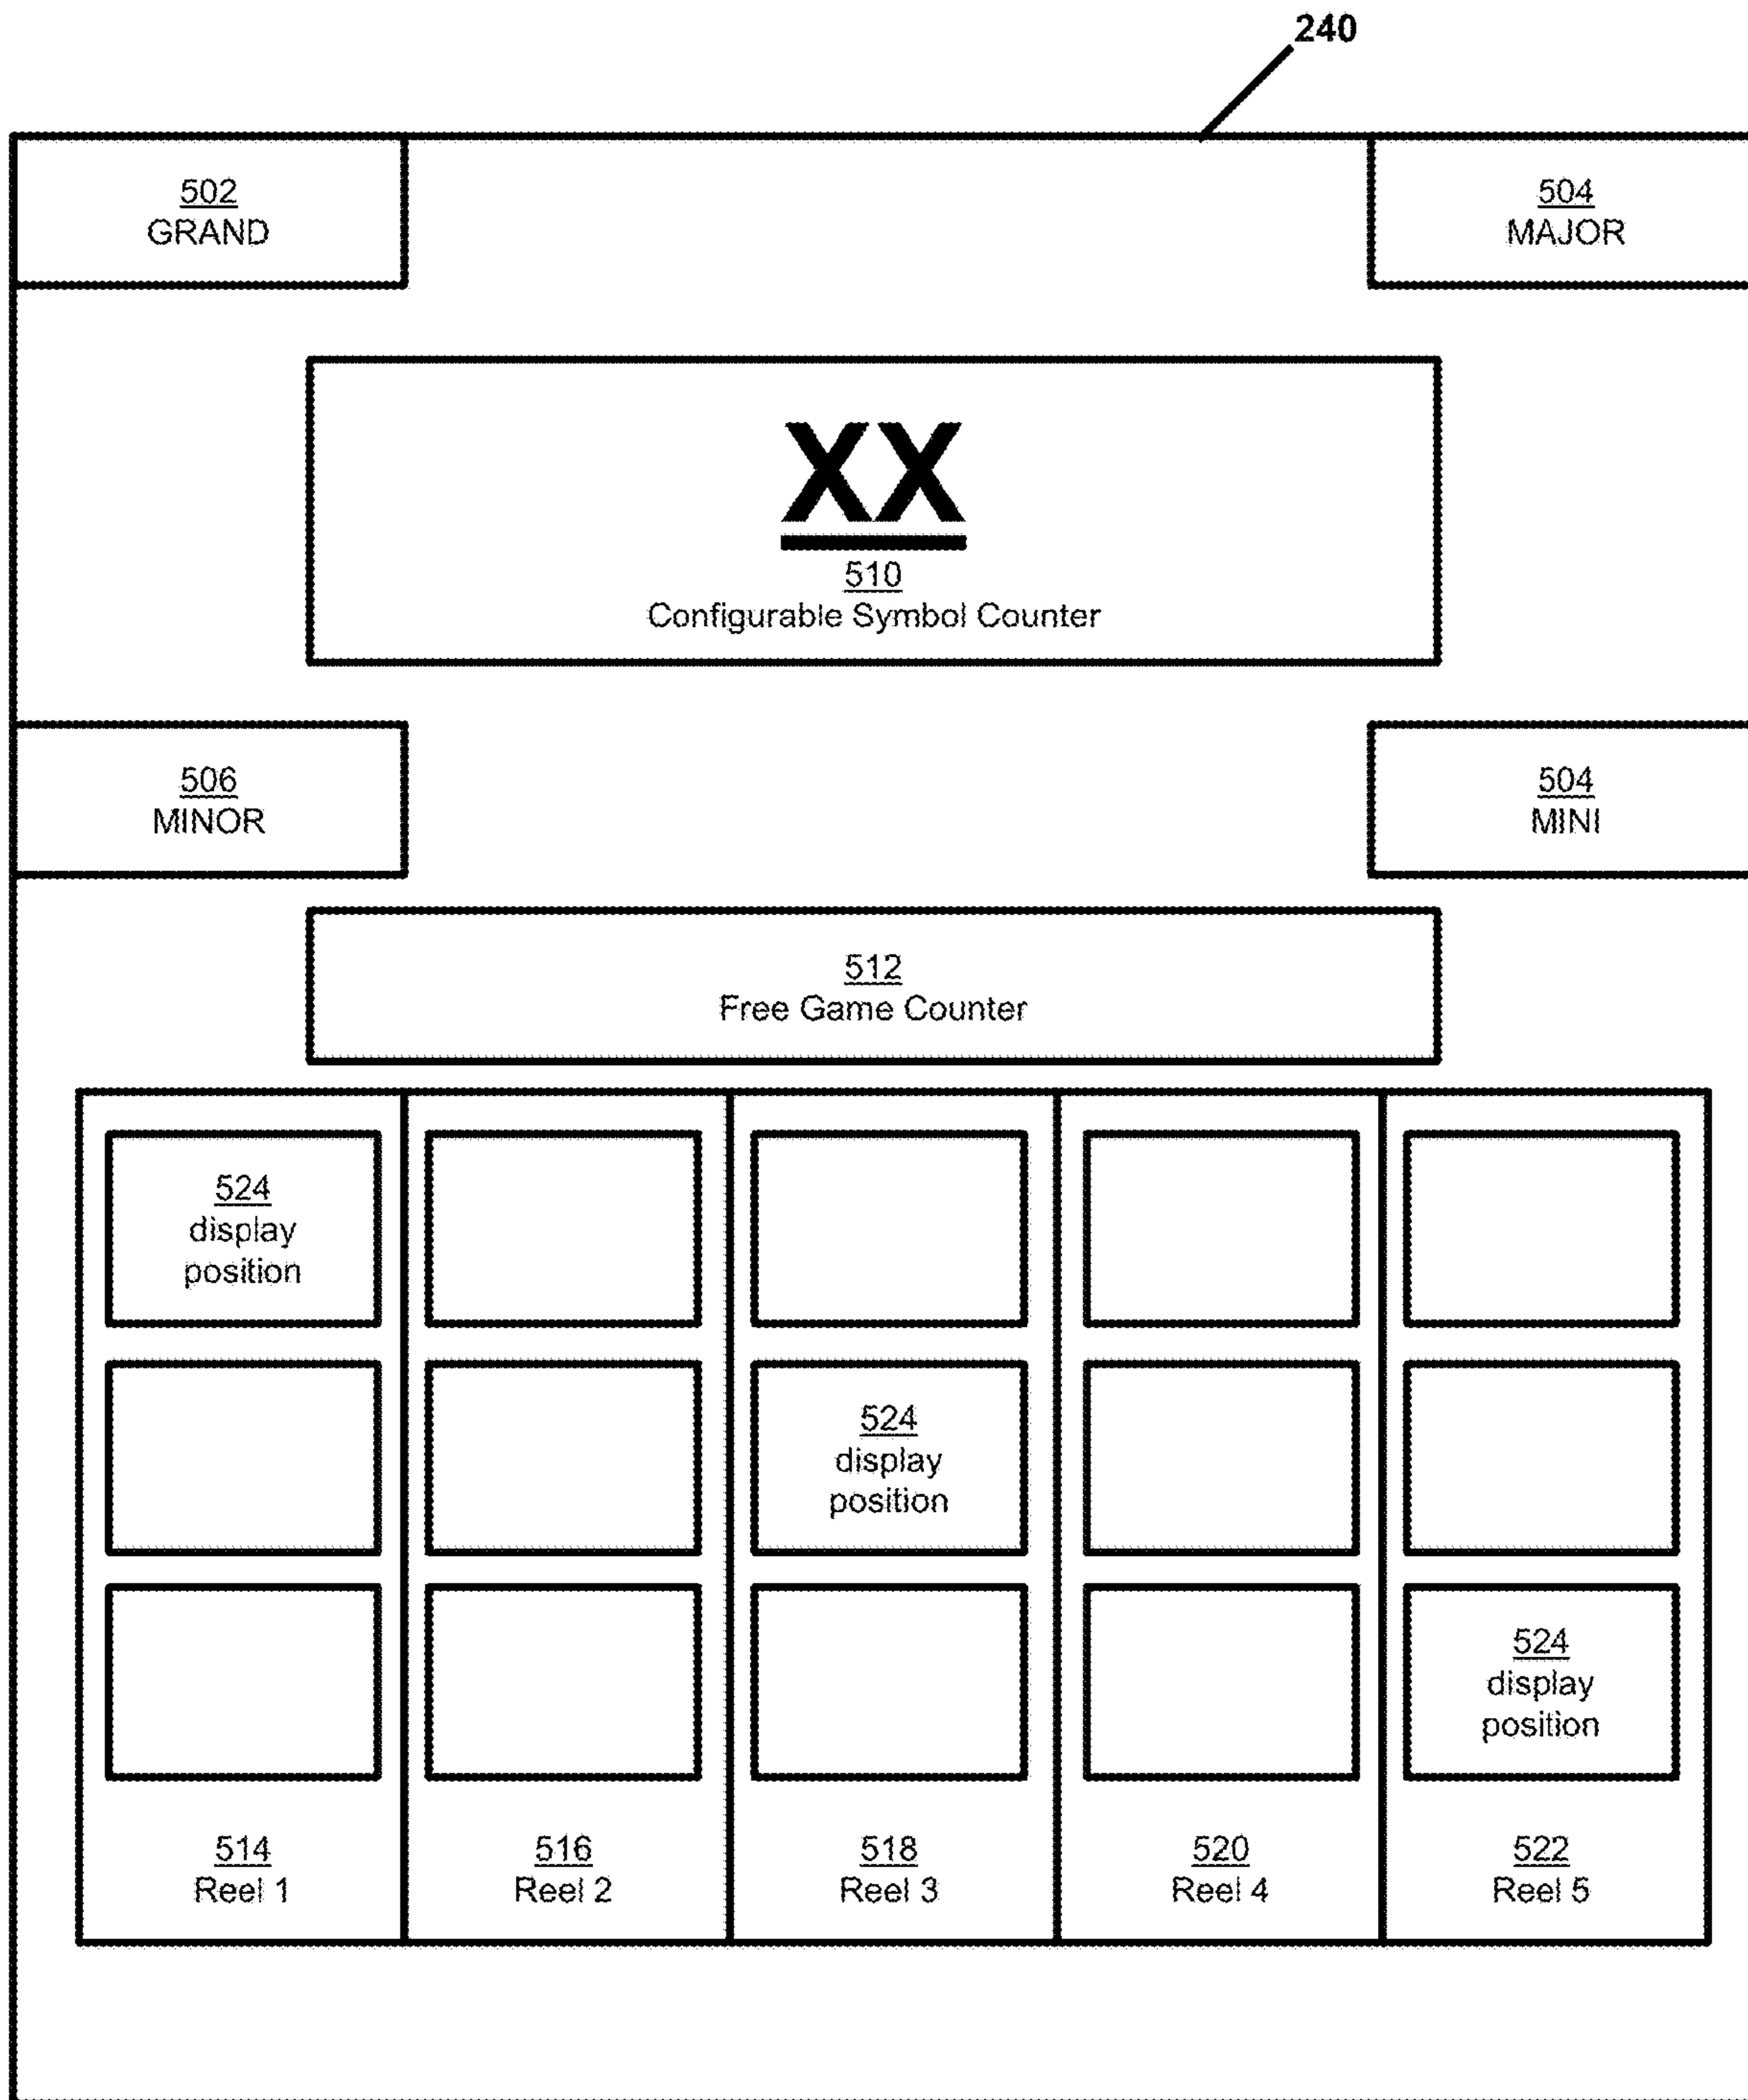 240
502
GRAND
504
MAJOR
XX
510
Configurable Symbol Counter
506
MINOR
504
MINI
512
Free Game Counter
524
display
position
524
display
position
524
display
position
514
Reel 1
516
Reel 2
518
Reel 3
520
Reel 4
522
Reel 5